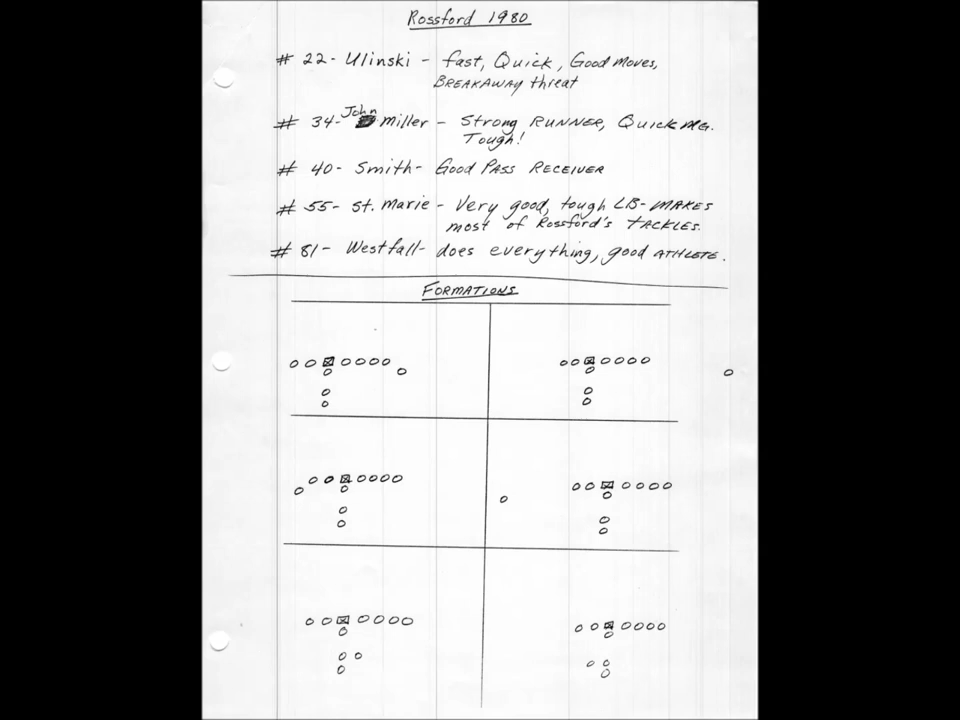 Rossford 1980
# 22- Ulinski - fast, Quick, Good Moves,
BREAKAWAY threat
John
# 34- Miller - Strong RUNNER, Quickness.
Tough!
# 40- Smith- Good Pass RECEIVER
# 55- St. Marie - Very good, tough LB- MAKES
most of Rossford's TACKLES.
# 81- Westfall- does everything, good ATHLETE.
FORMATIONS